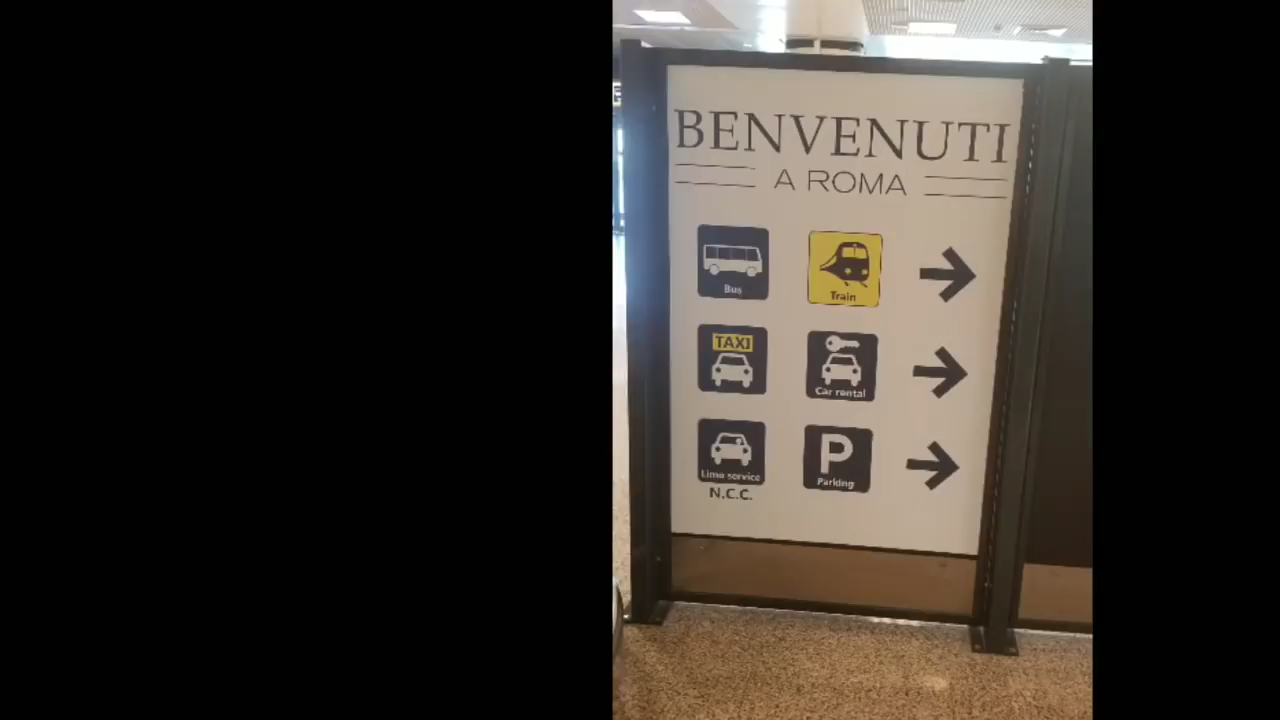 BENVENUTI
A ROMA
Bus
Train
TAXI
Car rental
Limo service
P
Parking
N.C.C.